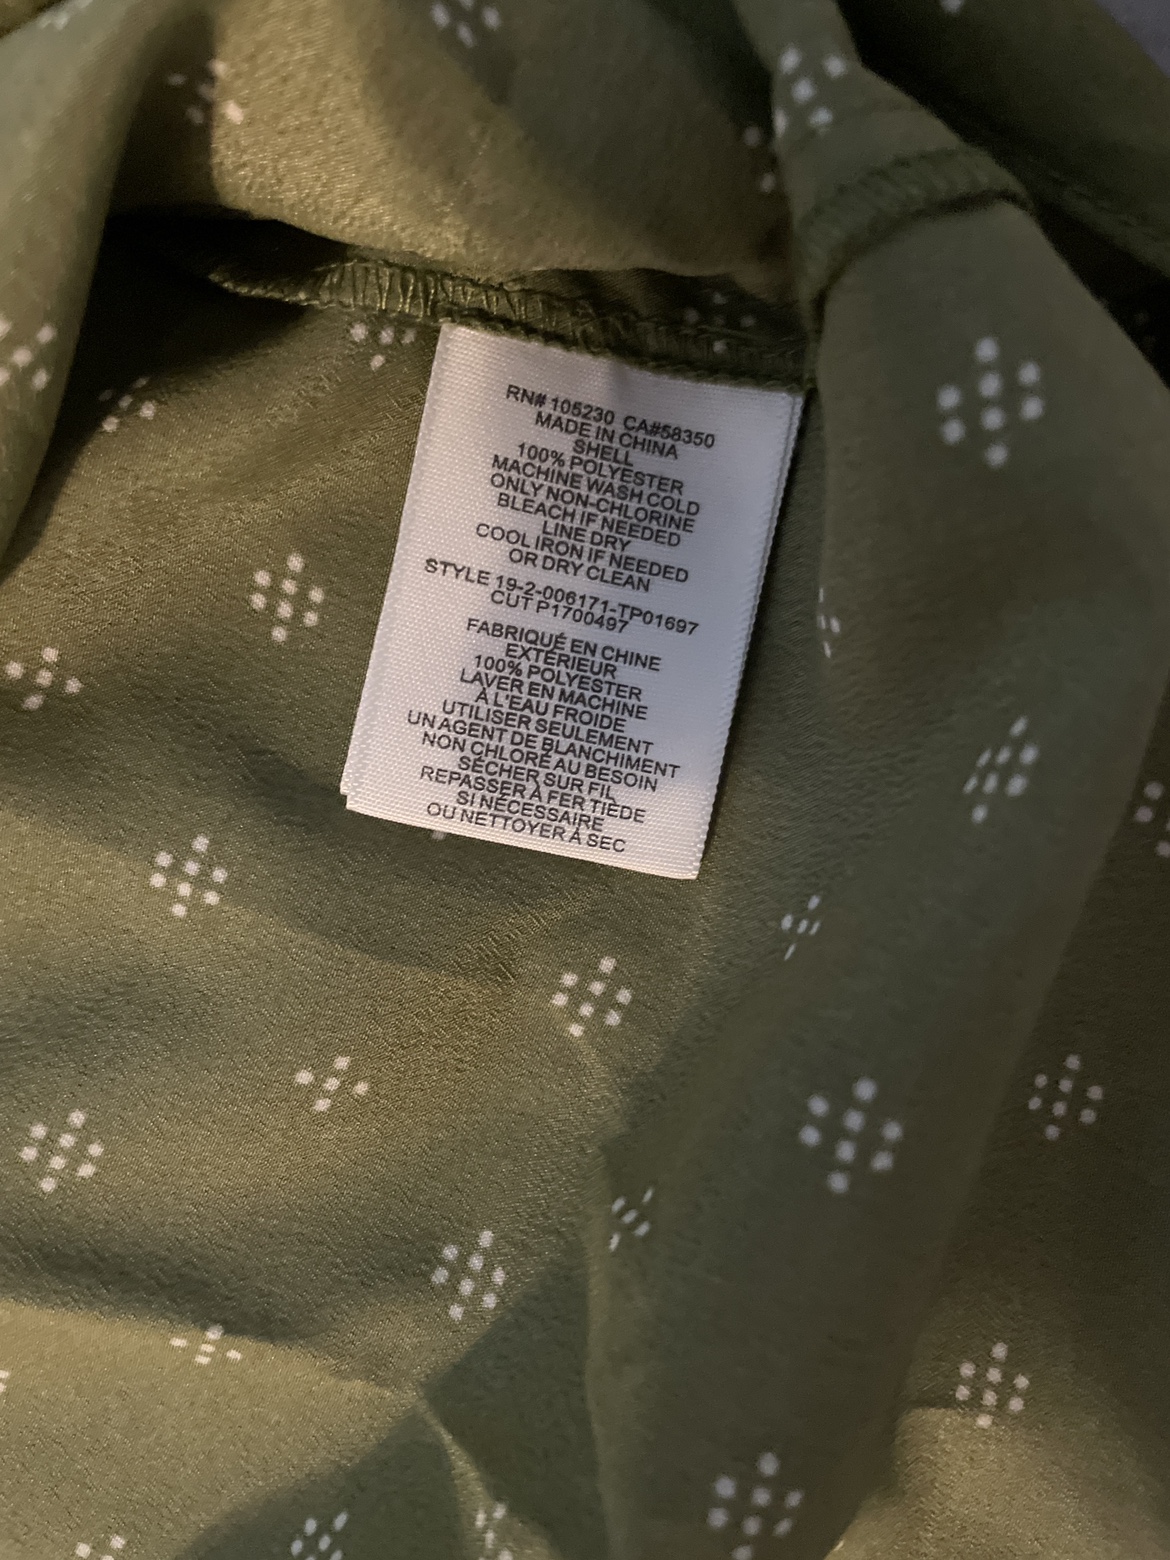 RN# 105230 CA#58350
MADE IN CHINA
SHELL
100% POLYESTER
MACHINE WASH COLD
ONLY NON-CHLORINE
BLEACH IF NEEDED
LINE DRY
COOL IRON IF NEEDED
OR DRY CLEAN
STYLE 19-2-006171-TP01697
CUT P1700497
FABRIQUÉ EN CHINE
EXTÉRIEUR
100% POLYESTER
LAVER EN MACHINE
À L'EAU FROIDE
UTILISER SEULEMENT
UN AGENT DE BLANCHIMENT
NON CHLORÉ AU BESOIN
SÉCHER SUR FIL
REPASSER À FER TIÈDE
SI NÉCESSAIRE
OU NETTOYER À SEC